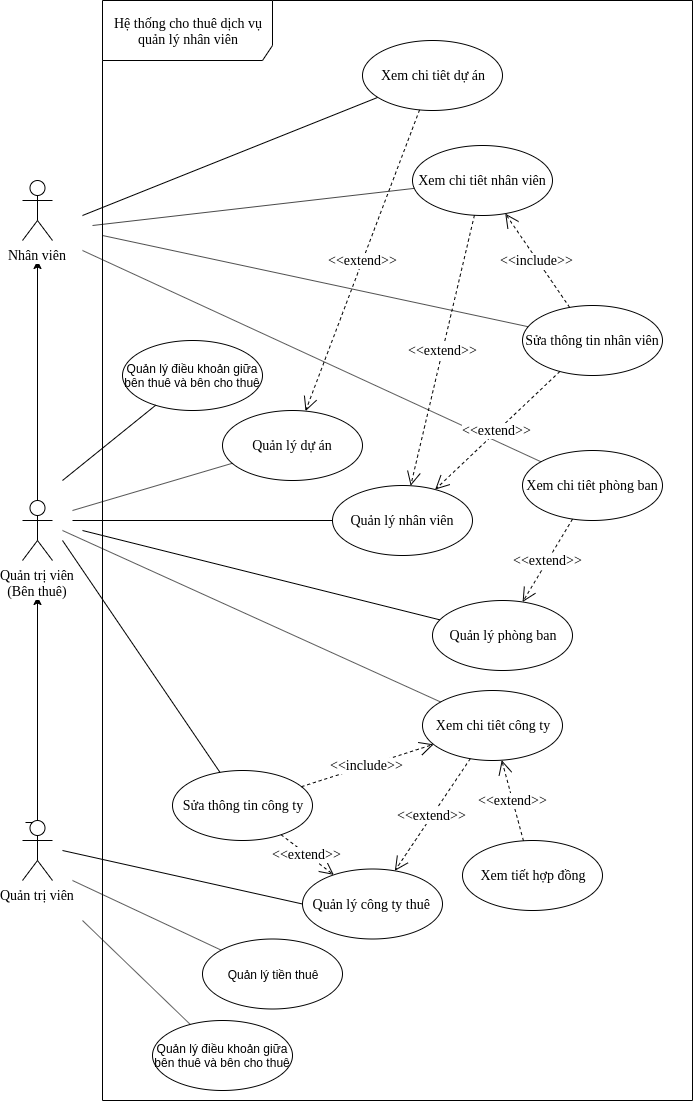 Hệ thống cho thuê dịch vụ
quản lý nhân viên
Xem chi tiêt dự án
Xem chi tiêt nhân viên
Nhân viên
<<extend>>
<<include>>
Sửa thông tin nhân viên
<<extend>>
Quản lý điều khoản giữa
bên thuê và bên cho thuê
<<extend>>
Quản lý dự án
Xem chi tiêt phòng ban
Quản lý nhân viên
<<extend>>
Quản trị viên
(Bên thuê)
Quản lý phòng ban
Xem chi tiêt công ty
<<include>>
<<extend>>
Sửa thông tin công ty
<<extend>>
<<extend>>
Xem tiết hợp đồng
Quản trị viên
Quản lý công ty thuê
Quản lý tiền thuê
Quản lý điều khoản giữa
bên thuê và bên cho thuê